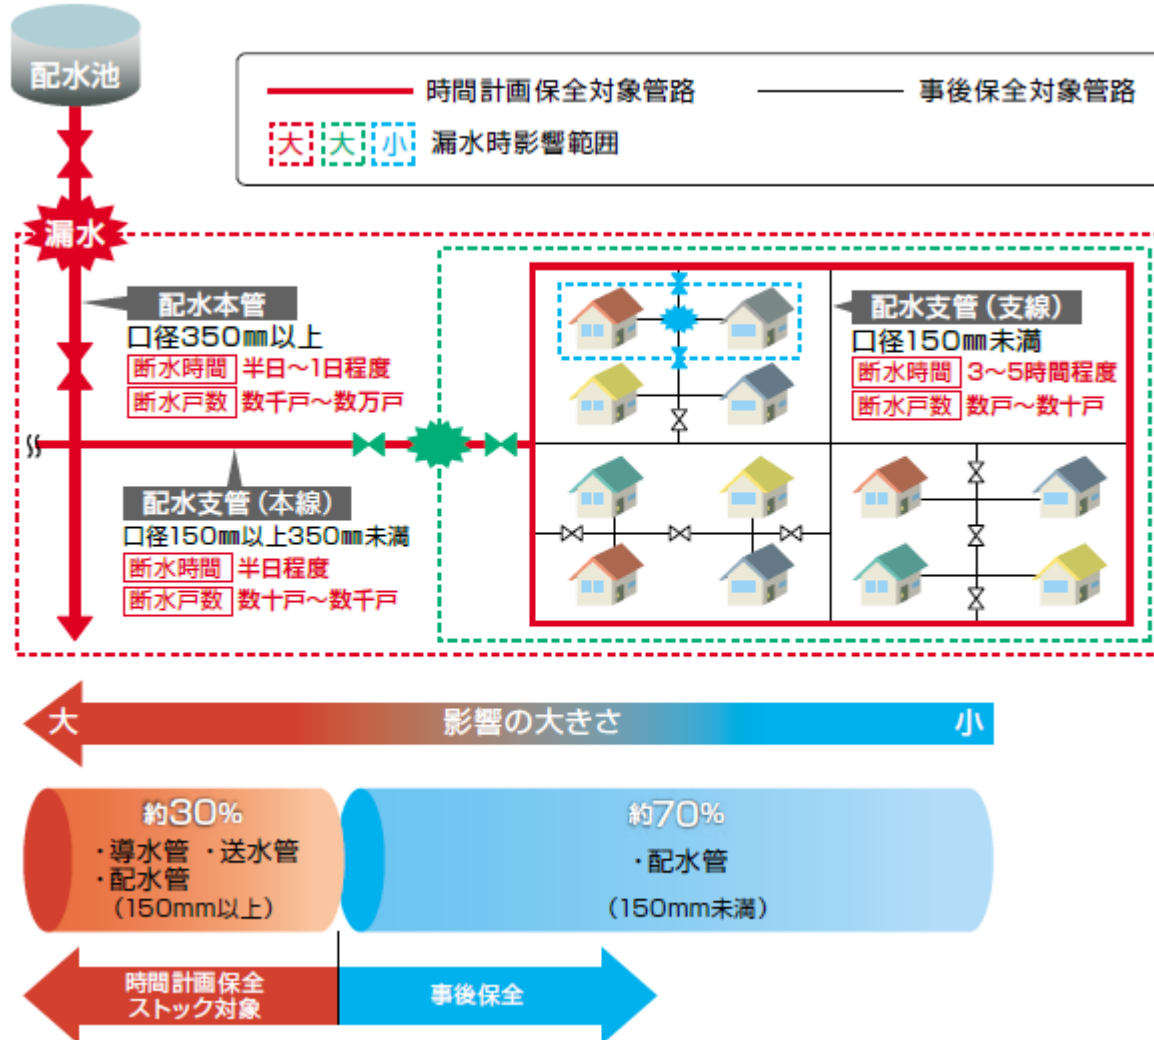 配水池
時間計画保全対象管路
事後保全対象管路
大 大 小 漏水時影響範囲
漏水
配水本管
口径350㎜以上
断水時間 半日～1日程度
断水戸数 数千戸～数万戸
配水支管（支線）
口径150㎜未満
断水時間 3～5時間程度
断水戸数 数戸～数十戸
配水支管（本線）
口径150㎜以上350㎜未満
断水時間 半日程度
断水戸数 数十戸～数千戸
大 影響の大きさ 小
約30%
・導水管 ・送水管
・配水管
（150mm以上）
約70%
・配水管
（150mm未満）
時間計画保全
ストック対象
事後保全